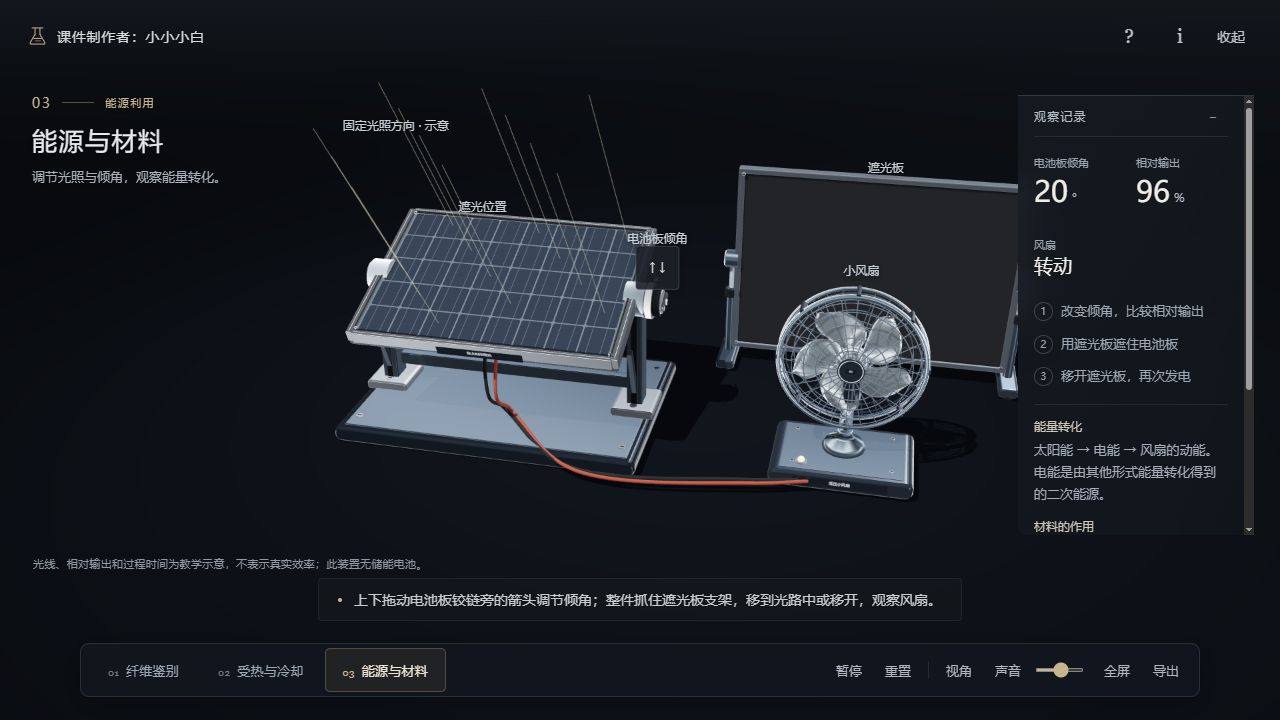 课件制作者：小小小白
? i 收起
03 能源利用
能源与材料
调节光照与倾角，观察能量转化。
固定光照方向 · 示意
遮光位置
电池板倾角
↑↓
遮光板
小风扇
观察记录 −
电池板倾角 相对输出
20° 96%
风扇
转动
1 改变倾角，比较相对输出
2 用遮光板遮住电池板
3 移开遮光板，再次发电
能量转化
太阳能 → 电能 → 风扇的动能。
电能是由其他形式能量转化得到
的二次能源。
材料的作用
光线、相对输出和过程时间为教学示意，不表示真实效率；此装置无储能电池。
• 上下拖动电池板铰链旁的箭头调节倾角；整件抓住遮光板支架，移到光路中或移开，观察风扇。
01 纤维鉴别 02 受热与冷却 03 能源与材料 暂停 重置 视角 声音 全屏 导出